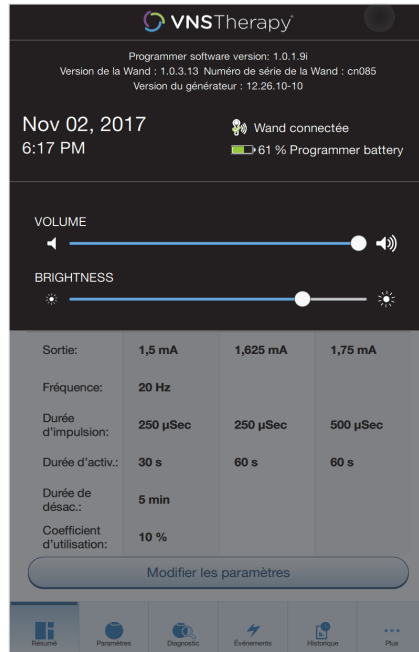 VNSTherapy
Programmer software version: 1.0.1.9i
Version de la Wand : 1.0.3.13 Numéro de série de la Wand : cn085
Version du générateur : 12.26.10-10
Nov 02, 2017
6:17 PM
Wand connectée
61 % Programmer battery
VOLUME
BRIGHTNESS
Sortie: 1,5 mA 1,625 mA 1,75 mA
Fréquence: 20 Hz
Durée
d'impulsion: 250 µSec 250 µSec 500 µSec
Durée d'activ.: 30 s 60 s 60 s
Durée de
désac.: 5 min
Coefficient
d'utilisation: 10 %
Modifier les paramètres
Résumé Paramètres Diagnostic Événements Historique Plus